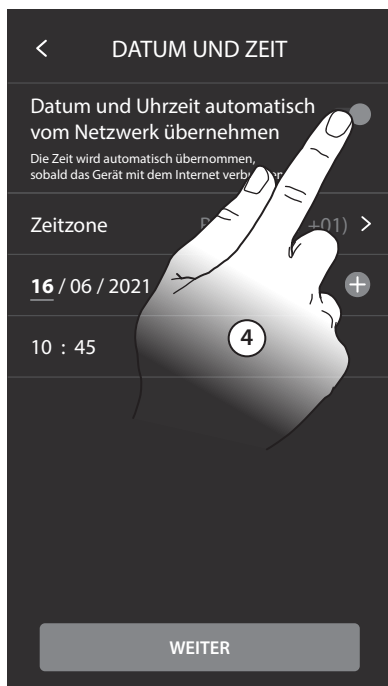 DATUM UND ZEIT
Datum und Uhrzeit automatisch
vom Netzwerk übernehmen
Die Zeit wird automatisch übernommen,
sobald das Gerät mit dem Internet
Zeitzone +01) >
16 / 06 / 2021
10 : 45
4
WEITER